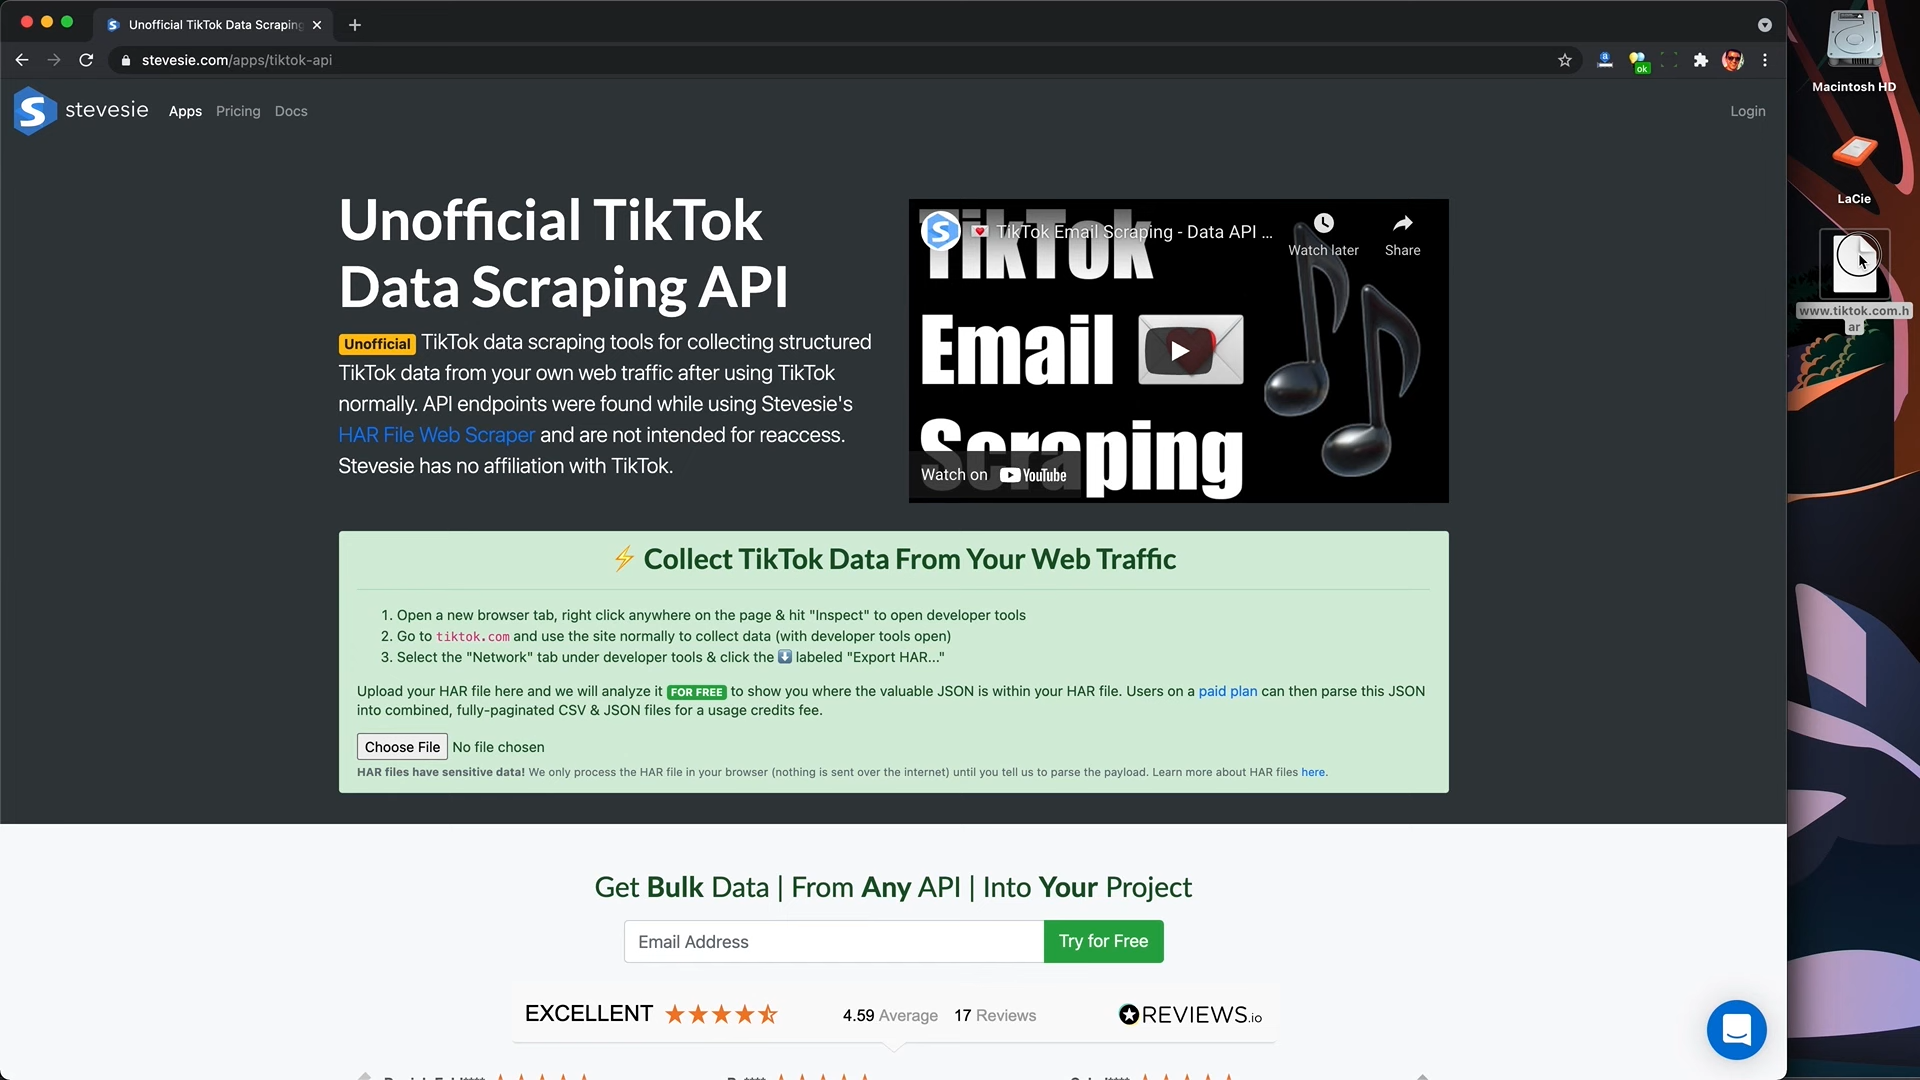 Unofficial TikTok Data Scraping
stevesie.com/apps/tiktok-api
ok
Macintosh HD
LaCie
www.tiktok.com.h
ar
stevesie Apps Pricing Docs Login
Unofficial TikTok
Data Scraping API
Unofficial TikTok data scraping tools for collecting structured
TikTok data from your own web traffic after using TikTok
normally. API endpoints were found while using Stevesie's
HAR File Web Scraper and are not intended for reaccess.
Stevesie has no affiliation with TikTok.
TikTok Email Scraping - Data API ...
Watch later
Share
TikTok
Email
Scraping
Watch on YouTube
⚡ Collect TikTok Data From Your Web Traffic
1. Open a new browser tab, right click anywhere on the page & hit "Inspect" to open developer tools
2. Go to tiktok.com and use the site normally to collect data (with developer tools open)
3. Select the "Network" tab under developer tools & click the ⬇️ labeled "Export HAR..."
Upload your HAR file here and we will analyze it FOR FREE to show you where the valuable JSON is within your HAR file. Users on a paid plan can then parse this JSON
into combined, fully-paginated CSV & JSON files for a usage credits fee.
Choose File No file chosen
HAR files have sensitive data! We only process the HAR file in your browser (nothing is sent over the internet) until you tell us to parse the payload. Learn more about HAR files here.
Get Bulk Data | From Any API | Into Your Project
Email Address
Try for Free
EXCELLENT 4.59 Average 17 Reviews REVIEWS.io